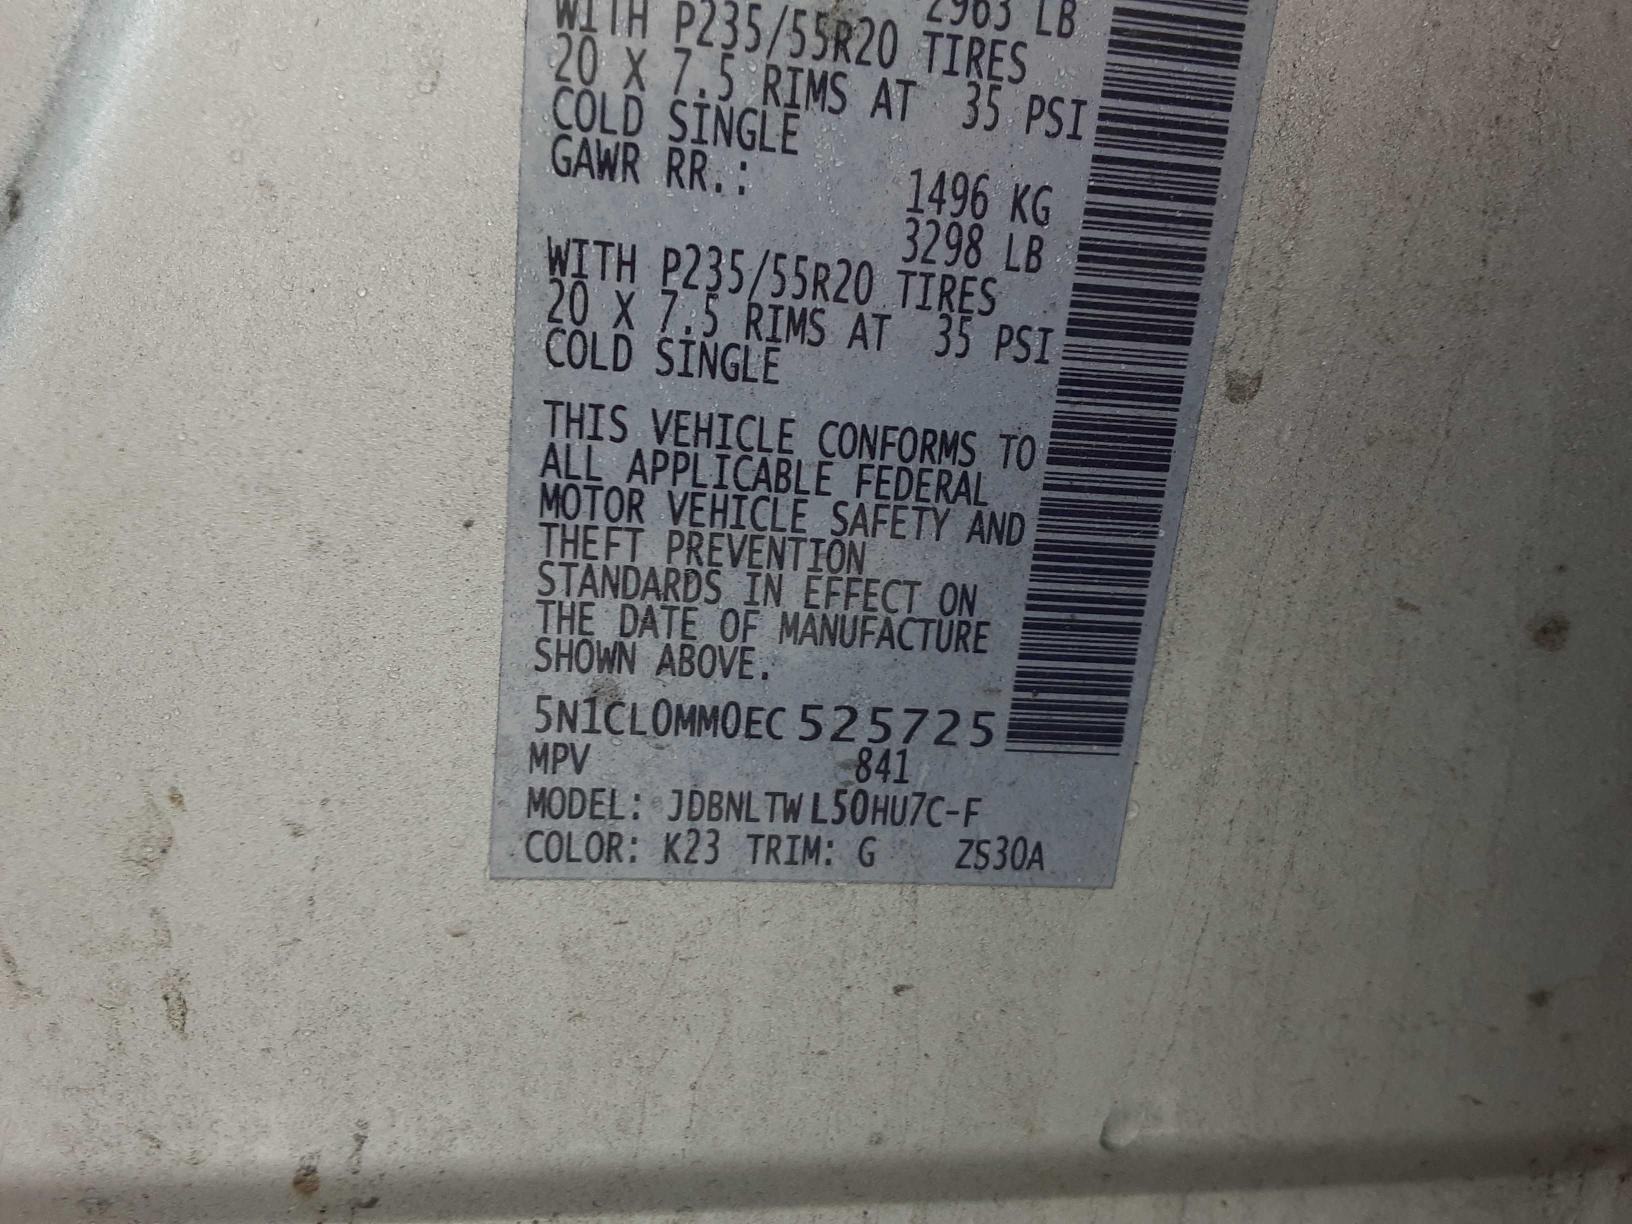 2963 LB
WITH P235/55R20 TIRES
20 X 7.5 RIMS AT 35 PSI
COLD SINGLE
GAWR RR.:
1496 KG
3298 LB
WITH P235/55R20 TIRES
20 X 7.5 RIMS AT 35 PSI
COLD SINGLE
THIS VEHICLE CONFORMS TO
ALL APPLICABLE FEDERAL
MOTOR VEHICLE SAFETY AND
THEFT PREVENTION
STANDARDS IN EFFECT ON
THE DATE OF MANUFACTURE
SHOWN ABOVE.
5N1CL0MM0EC525725
MPV 841
MODEL: JDBNLTWL50HU7C-F
COLOR: K23 TRIM: G ZS30A